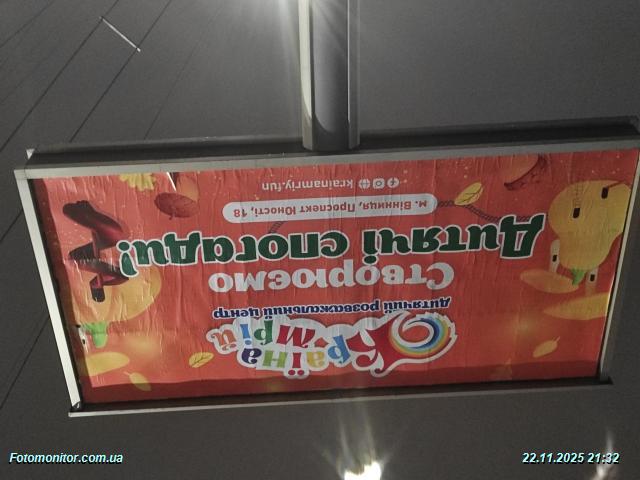 Країна
мрій
дитячий розважальний центр
Створюємо
Дитячі спогади!
м. Вінниця, Проспект Юності, 18
krainamriy.fun
Fotomonitor.com.ua
22.11.2025 21:32